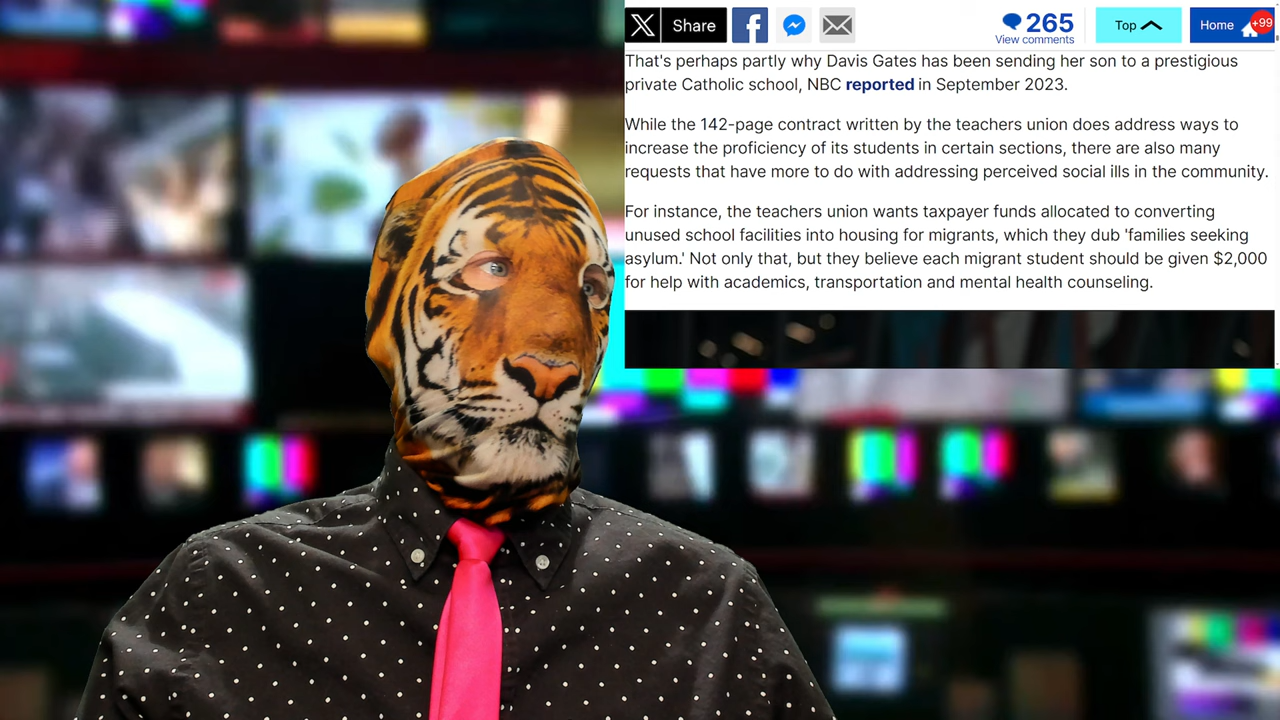 Share
265
View comments
Top
Home
+99
That's perhaps partly why Davis Gates has been sending her son to a prestigious
private Catholic school, NBC reported in September 2023.
While the 142-page contract written by the teachers union does address ways to
increase the proficiency of its students in certain sections, there are also many
requests that have more to do with addressing perceived social ills in the community.
For instance, the teachers union wants taxpayer funds allocated to converting
unused school facilities into housing for migrants, which they dub 'families seeking
asylum.' Not only that, but they believe each migrant student should be given $2,000
for help with academics, transportation and mental health counseling.